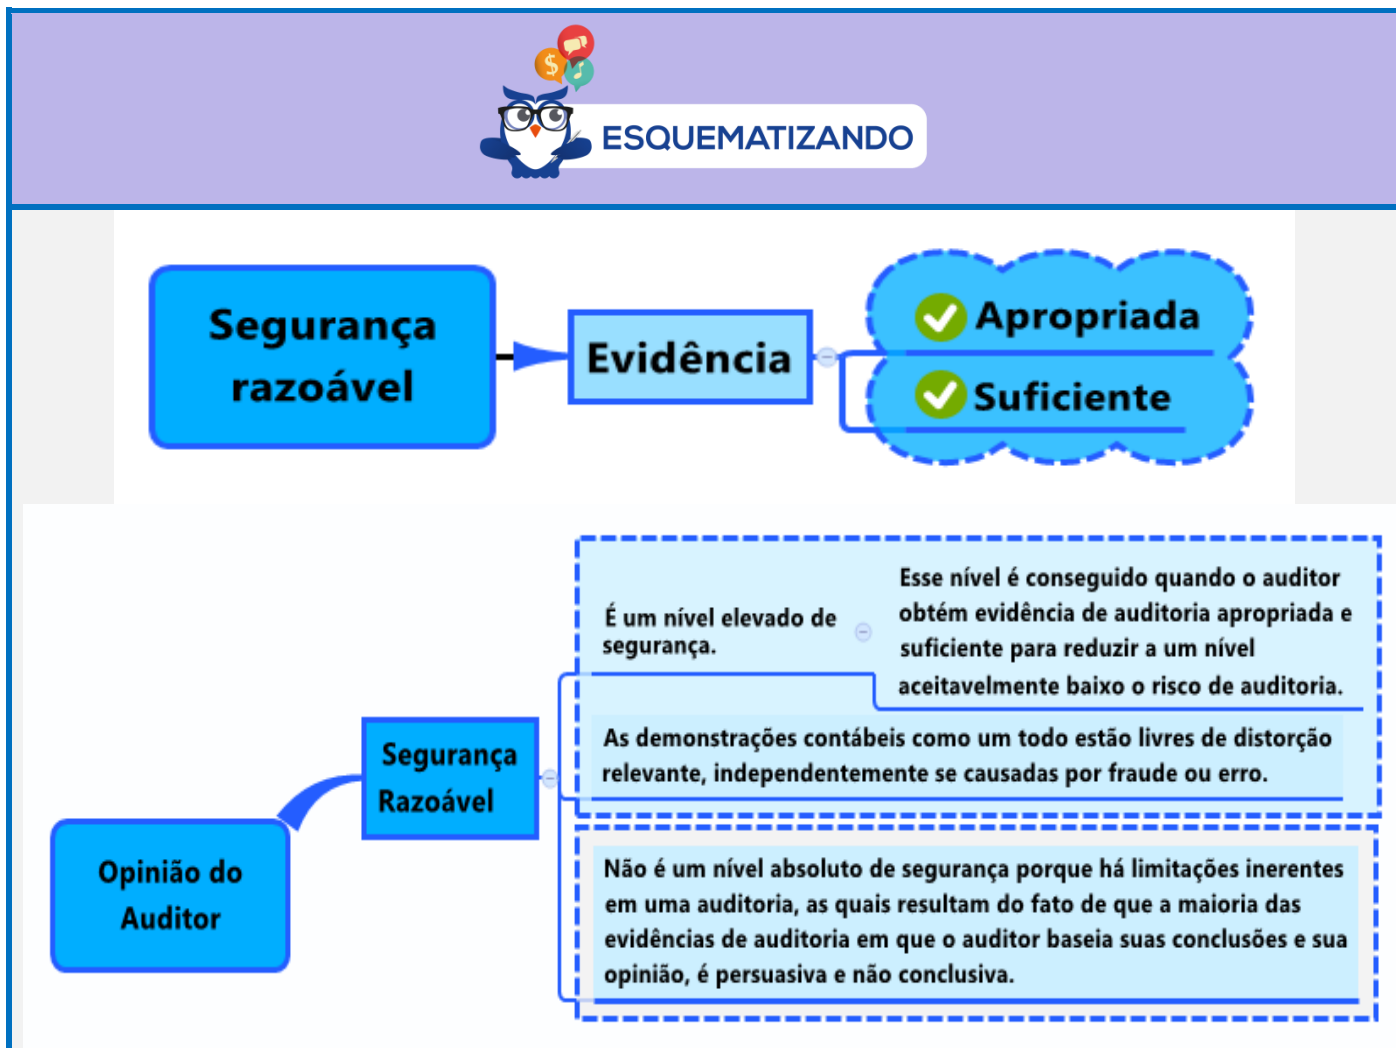 ESQUEMATIZANDO
Segurança
razoável
Evidência
Apropriada
Suficiente
É um nível elevado de
segurança.
Esse nível é conseguido quando o auditor
obtém evidência de auditoria apropriada e
suficiente para reduzir a um nível
aceitavelmente baixo o risco de auditoria.
As demonstrações contábeis como um todo estão livres de distorção
relevante, independentemente se causadas por fraude ou erro.
Segurança
Razoável
Opinião do
Auditor
Não é um nível absoluto de segurança porque há limitações inerentes
em uma auditoria, as quais resultam do fato de que a maioria das
evidências de auditoria em que o auditor baseia suas conclusões e sua
opinião, é persuasiva e não conclusiva.